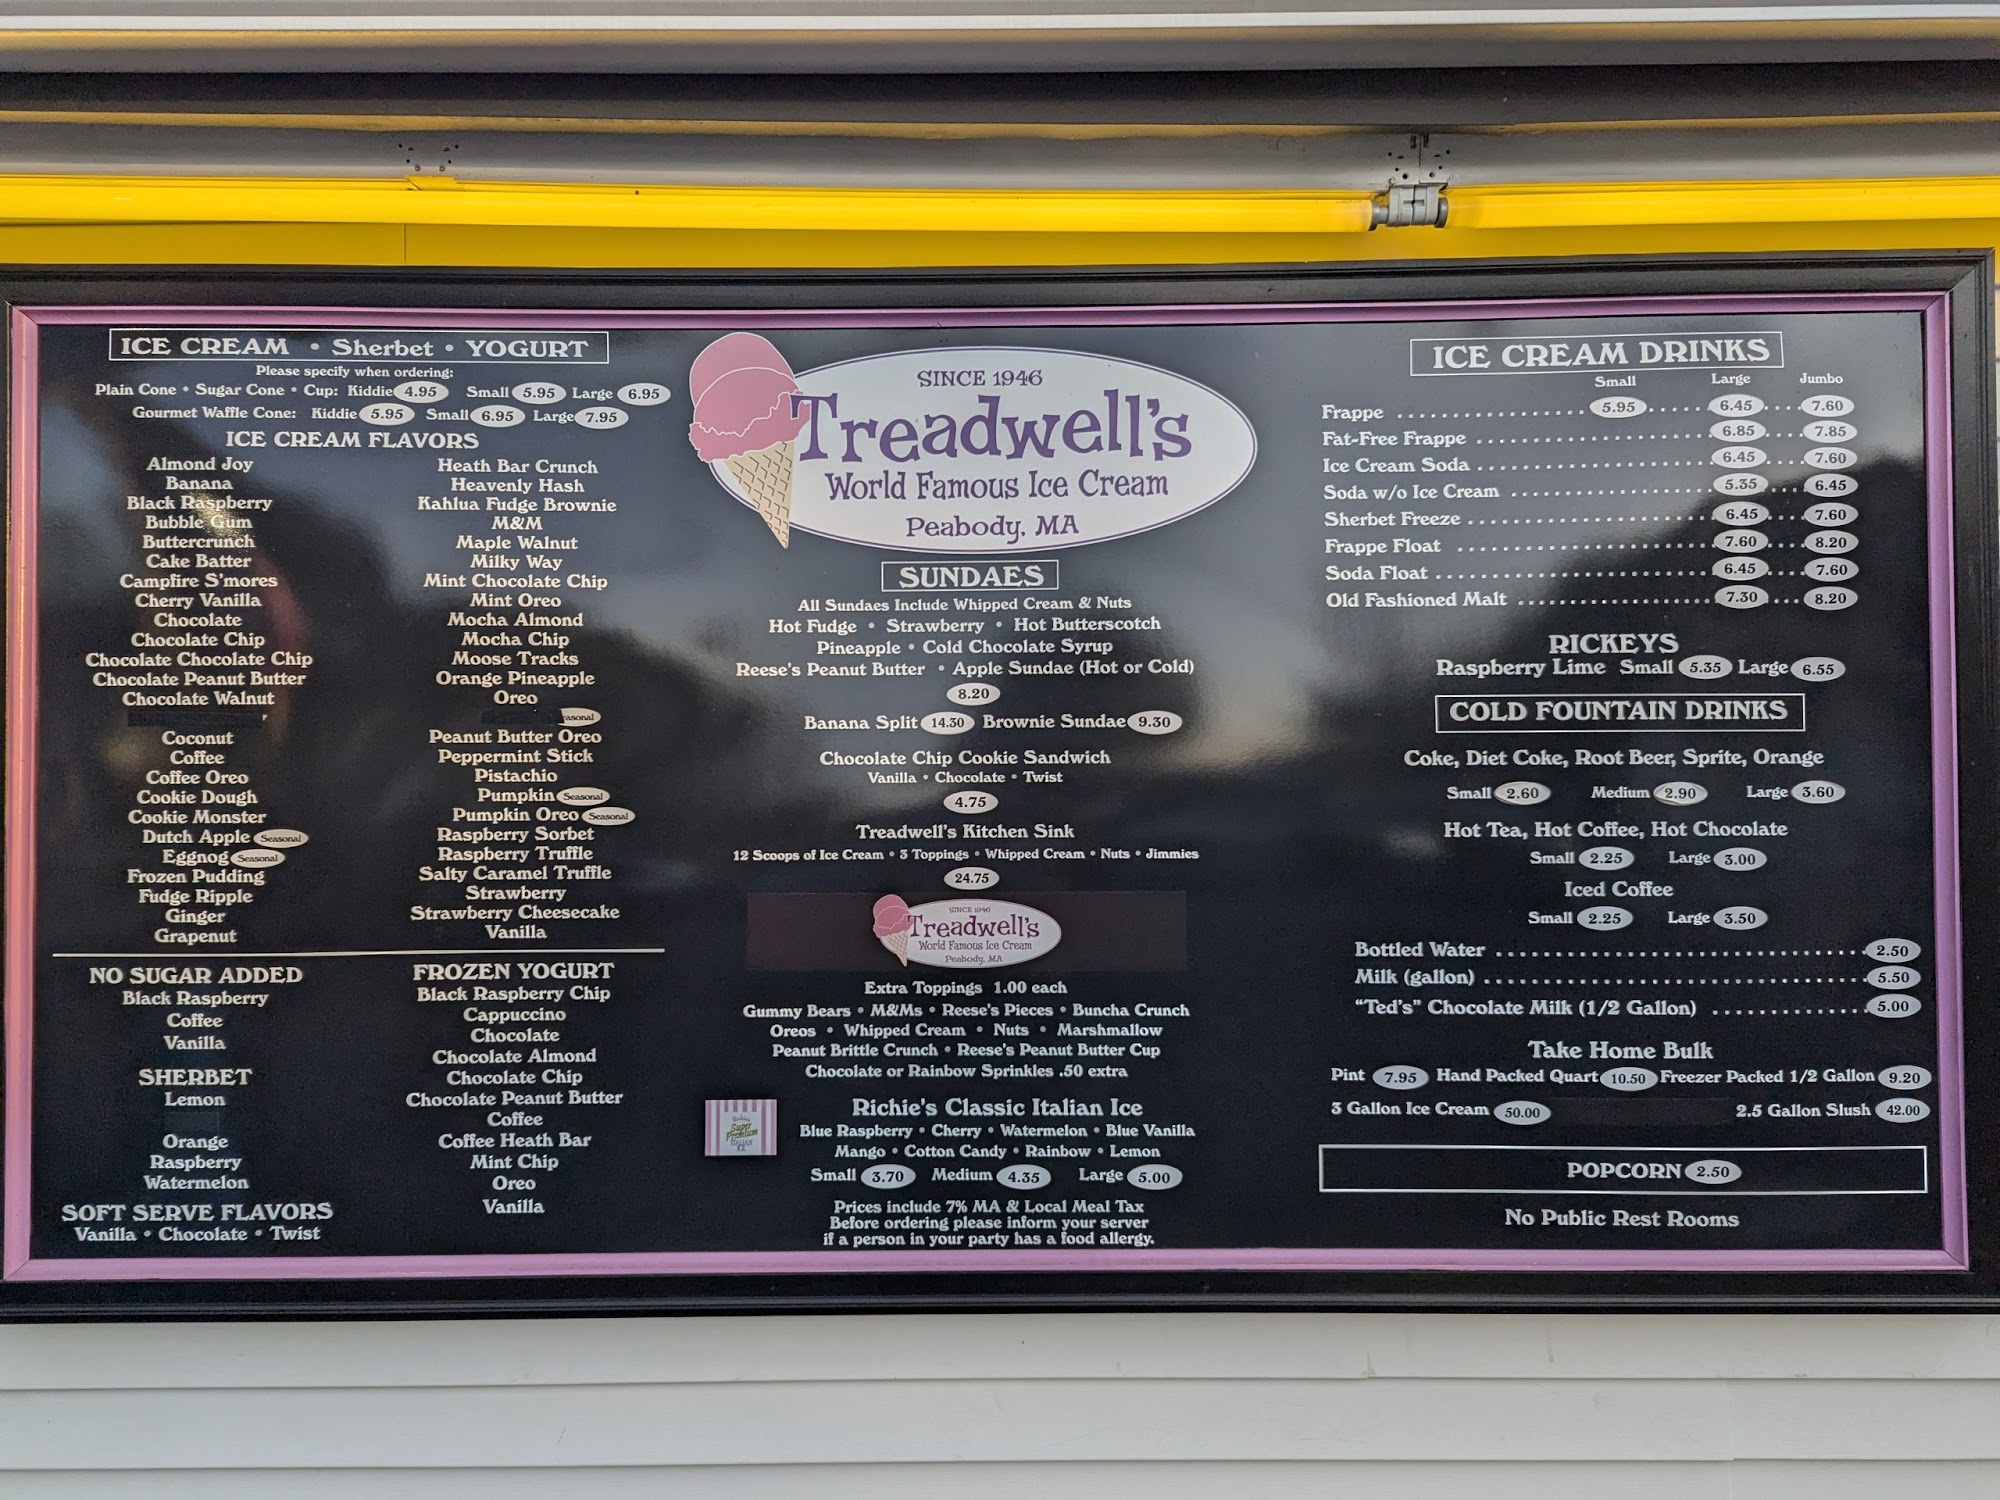 ICE CREAM • Sherbet • YOGURT
Please specify when ordering:
Plain Cone • Sugar Cone • Cup: Kiddie 4.95 Small 5.95 Large 6.95
Gourmet Waffle Cone: Kiddie 5.95 Small 6.95 Large 7.95
ICE CREAM FLAVORS
Almond Joy
Banana
Black Raspberry
Bubble Gum
Buttercrunch
Cake Batter
Campfire S'mores
Cherry Vanilla
Chocolate
Chocolate Chip
Chocolate Chocolate Chip
Chocolate Peanut Butter
Chocolate Walnut
Coconut
Coffee
Coffee Oreo
Cookie Dough
Cookie Monster
Dutch Apple Seasonal
Eggnog Seasonal
Frozen Pudding
Fudge Ripple
Ginger
Grapenut
Heath Bar Crunch
Heavenly Hash
Kahlua Fudge Brownie
M&M
Maple Walnut
Milky Way
Mint Chocolate Chip
Mint Oreo
Mocha Almond
Mocha Chip
Moose Tracks
Orange Pineapple
Oreo
Peanut Butter Oreo
Peppermint Stick
Pistachio
Pumpkin Seasonal
Pumpkin Oreo Seasonal
Raspberry Sorbet
Raspberry Truffle
Salty Caramel Truffle
Strawberry
Strawberry Cheesecake
Vanilla
NO SUGAR ADDED
Black Raspberry
Coffee
Vanilla
SHERBET
Lemon
Orange
Raspberry
Watermelon
SOFT SERVE FLAVORS
Vanilla • Chocolate • Twist
FROZEN YOGURT
Black Raspberry Chip
Cappuccino
Chocolate
Chocolate Almond
Chocolate Chip
Chocolate Peanut Butter
Coffee
Coffee Heath Bar
Mint Chip
Oreo
Vanilla
SINCE 1946
Treadwell's
World Famous Ice Cream
Peabody, MA
SUNDAES
All Sundaes Include Whipped Cream & Nuts
Hot Fudge • Strawberry • Hot Butterscotch
Pineapple • Cold Chocolate Syrup
Reese's Peanut Butter • Apple Sundae (Hot or Cold)
8.20
Banana Split 14.30 Brownie Sundae 9.30
Chocolate Chip Cookie Sandwich
Vanilla • Chocolate • Twist
4.75
Treadwell's Kitchen Sink
12 Scoops of Ice Cream • 3 Toppings • Whipped Cream • Nuts • Jimmies
24.75
SINCE 1946
Treadwell's
World Famous Ice Cream
Peabody, MA
Extra Toppings 1.00 each
Gummy Bears • M&Ms • Reese's Pieces • Buncha Crunch
Oreos • Whipped Cream • Nuts • Marshmallow
Peanut Brittle Crunch • Reese's Peanut Butter Cup
Chocolate or Rainbow Sprinkles .50 extra
Super
Premium
Richie's Classic Italian Ice
Blue Raspberry • Cherry • Watermelon • Blue Vanilla
Mango • Cotton Candy • Rainbow • Lemon
Small 3.70 Medium 4.35 Large 5.00
Prices include 7% MA & Local Meal Tax
Before ordering please inform your server
if a person in your party has a food allergy.
ICE CREAM DRINKS
Small Large Jumbo
Frappe 5.95 6.45 7.60
Fat-Free Frappe 6.85 7.85
Ice Cream Soda 6.45 7.60
Soda w/o Ice Cream 5.35 6.45
Sherbet Freeze 6.45 7.60
Frappe Float 7.60 8.20
Soda Float 6.45 7.60
Old Fashioned Malt 7.30 8.20
RICKEYS
Raspberry Lime Small 5.35 Large 6.55
COLD FOUNTAIN DRINKS
Coke, Diet Coke, Root Beer, Sprite, Orange
Small 2.60 Medium 2.90 Large 3.60
Hot Tea, Hot Coffee, Hot Chocolate
Small 2.25 Large 3.00
Iced Coffee
Small 2.25 Large 3.50
Bottled Water 2.50
Milk (gallon) 5.50
"Ted's" Chocolate Milk (1/2 Gallon) 5.00
Take Home Bulk
Pint 7.95 Hand Packed Quart 10.50 Freezer Packed 1/2 Gallon 9.20
3 Gallon Ice Cream 50.00 2.5 Gallon Slush 42.00
POPCORN 2.50
No Public Rest Rooms